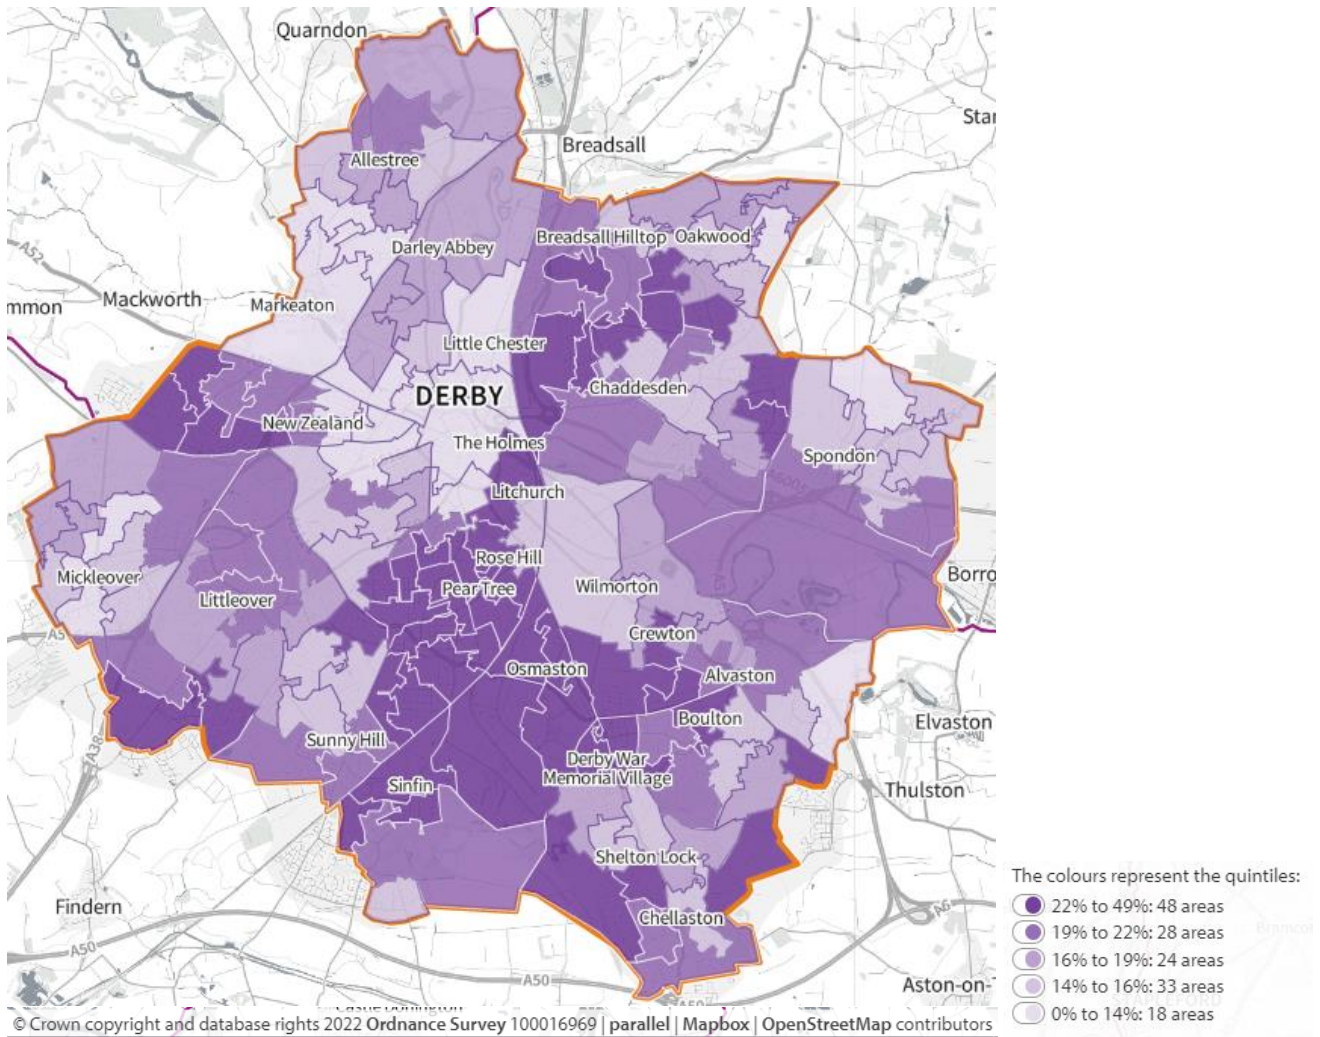 Quarndon
Star
Breadsall
Allestree
Breadsall Hilltop
Oakwood
Darley Abbey
A52
Mackworth
Markeaton
mmon
Little Chester
DERBY
Chaddesden
New Zealand
The Holmes
Spondon
Litchurch
A6005
Rose Hill
Mickleover
Pear Tree
Wilmorton
Borro
Littleover
A5
Crewton
Osmaston
Alvaston
Boulton
Elvaston
A38
Sunny Hill
Derby War
Memorial Village
Sinfin
Thulston
Shelton Lock
Findern
Chellaston
A6
A50
A50
Aston-on-
A50
The colours represent the quintiles:
22% to 49%: 48 areas
19% to 22%: 28 areas
16% to 19%: 24 areas
14% to 16%: 33 areas
0% to 14%: 18 areas
STAPLEFORD
© Crown copyright and database rights 2022 Ordnance Survey 100016969 | parallel | Mapbox | OpenStreetMap contributors